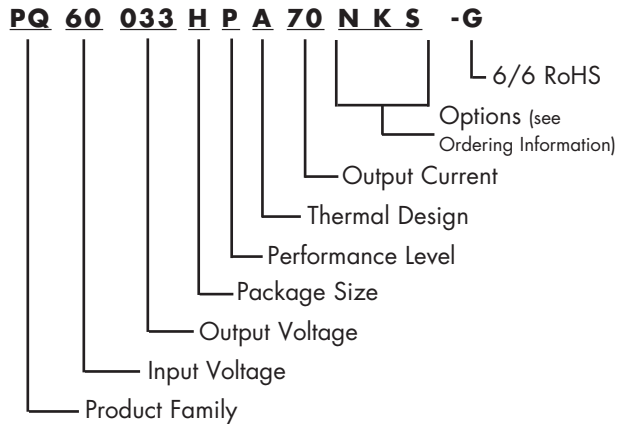 PQ 60 033 H P A 70 N K S -G
6/6 RoHS
Options (see
Ordering Information)
Output Current
Thermal Design
Performance Level
Package Size
Output Voltage
Input Voltage
Product Family